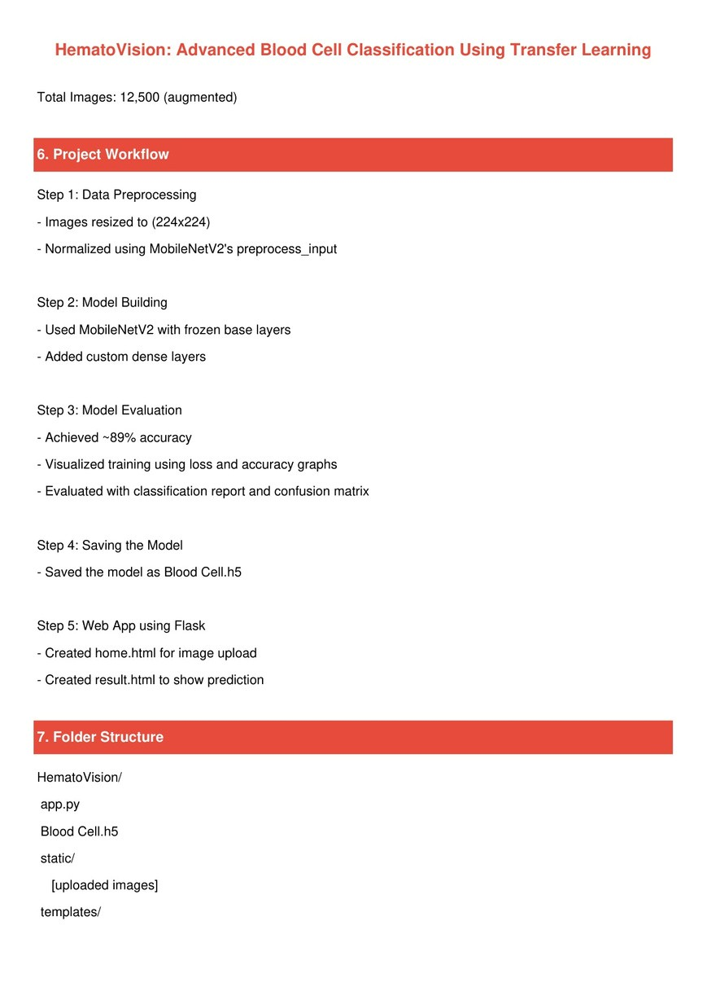 HematoVision: Advanced Blood Cell Classification Using Transfer Learning
Total Images: 12,500 (augmented)
6. Project Workflow
Step 1: Data Preprocessing
- Images resized to (224x224)
- Normalized using MobileNetV2's preprocess_input
Step 2: Model Building
- Used MobileNetV2 with frozen base layers
- Added custom dense layers
Step 3: Model Evaluation
- Achieved ~89% accuracy
- Visualized training using loss and accuracy graphs
- Evaluated with classification report and confusion matrix
Step 4: Saving the Model
- Saved the model as Blood Cell.h5
Step 5: Web App using Flask
- Created home.html for image upload
- Created result.html to show prediction
7. Folder Structure
HematoVision/
app.py
Blood Cell.h5
static/
[uploaded images]
templates/